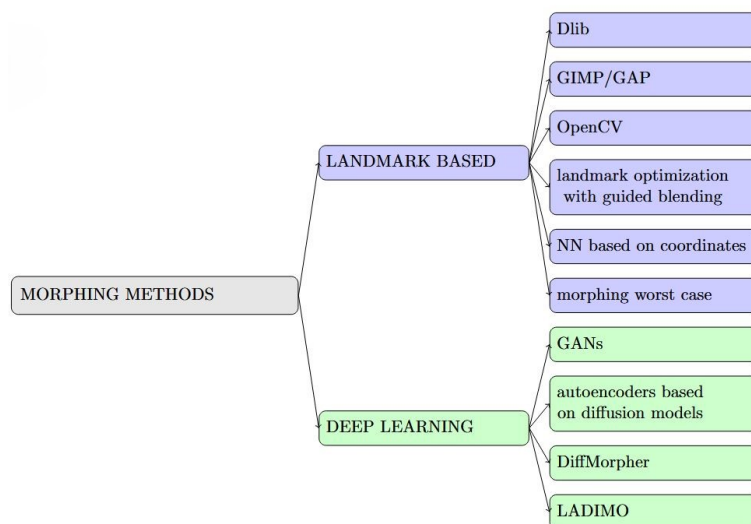 Dlib
GIMP/GAP
OpenCV
LANDMARK BASED
landmark optimization
with guided blending
NN based on coordinates
MORPHING METHODS
morphing worst case
GANs
autoencoders based
on diffusion models
DEEP LEARNING
DiffMorpher
LADIMO